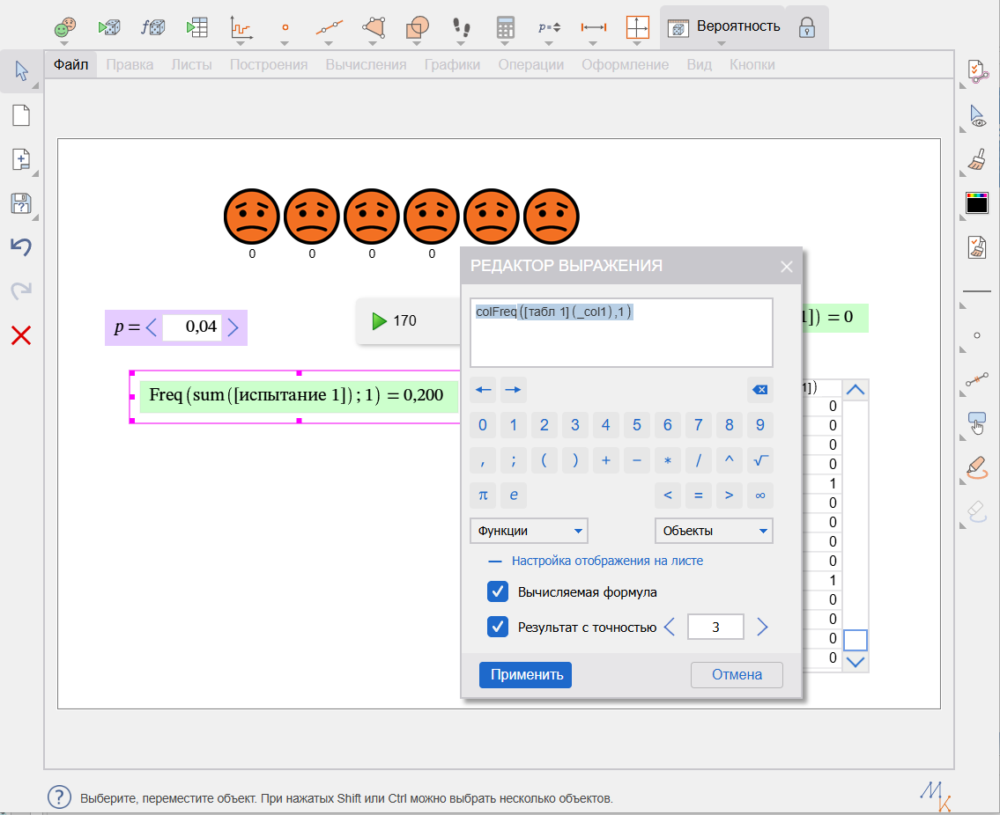 p=
Вероятность
Файл Правка Листы Построения Вычисления Графики Операции Оформление Вид Кнопки
0 0 0 0
РЕДАКТОР ВЫРАЖЕНИЯ
colFreq([табл 1](_col1),1)
1]) = 0
p = 0,04
170
Freq(sum([испытание 1]);1) = 0,200
1])
0
0
0
0
1
0
0
0
0
1
0
0
0
0
0 1 2 3 4 5 6 7 8 9
, ; ( ) + − * / ^ √
π e < = > ∞
Функции Объекты
Настройка отображения на листе
Вычисляемая формула
Результат с точностью 3
Применить Отмена
? Выберите, переместите объект. При нажатых Shift или Ctrl можно выбрать несколько объектов.
МК